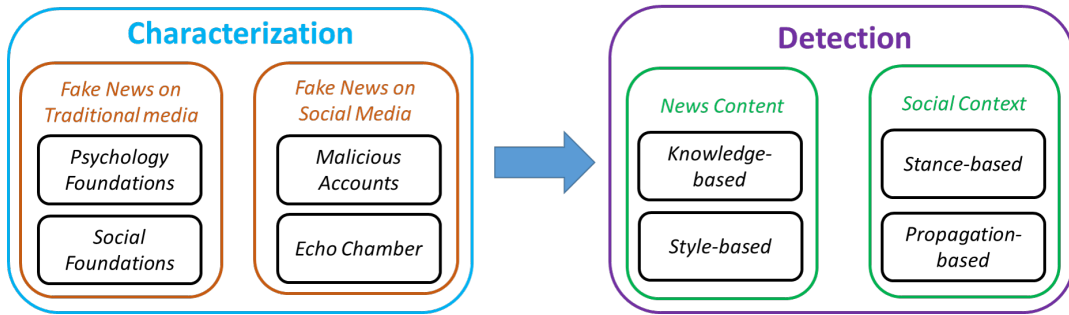 Characterization
Fake News on
Traditional media
Psychology
Foundations
Social
Foundations
Fake News on
Social Media
Malicious
Accounts
Echo Chamber
Detection
News Content
Knowledge-
based
Style-based
Social Context
Stance-based
Propagation-
based